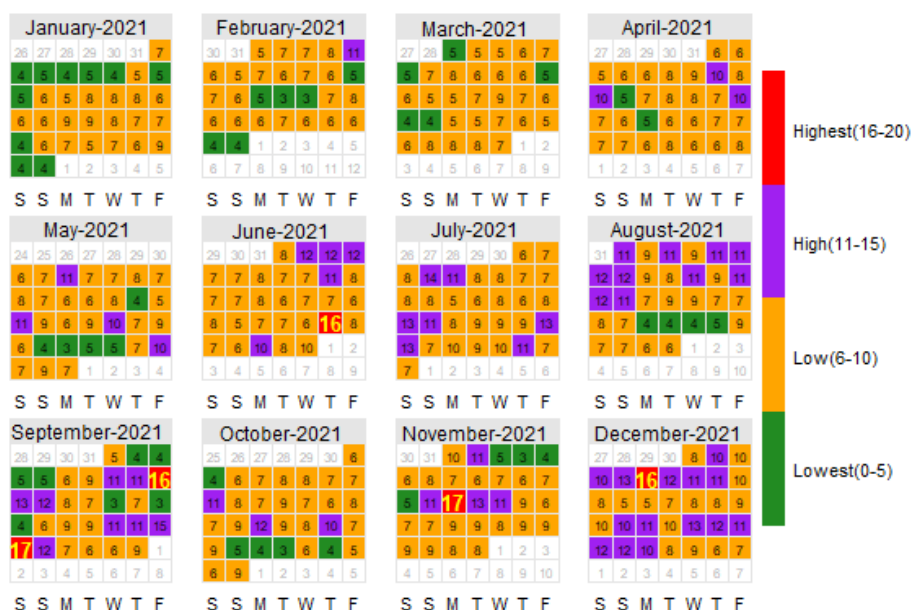 January-2021
26 27 28 29 30 31 7
4 5 4 5 4 5 5
5 6 5 8 8 8 6
6 6 9 9 8 7 7
4 6 7 5 7 6 9
4 4 1 2 3 4 5
S S M T W T F
February-2021
30 31 5 7 7 8 11
6 5 7 6 7 6 5
7 6 5 3 3 7 8
6 6 7 6 6 6 6
4 4 1 2 3 4 5
6 7 8 9 10 11 12
S S M T W T F
March-2021
27 28 5 5 5 6 7
5 7 8 6 6 6 5
6 5 5 7 9 7 6
4 4 5 5 7 6 5
6 8 8 8 7 1 2
3 4 5 6 7 8 9
S S M T W T F
April-2021
27 28 29 30 31 6 6
5 6 6 8 9 10 8
10 5 7 8 8 7 10
6 7 5 6 6 7 7
7 7 6 8 6 8 8
1 2 3 4 5 6 7
S S M T W T F
May-2021
24 25 26 27 28 29 30
6 7 11 7 7 8 7
8 7 6 6 8 4 5
11 9 6 9 10 7 9
6 4 3 5 5 7 10
7 9 7 1 2 3 4
S S M T W T F
June-2021
29 30 31 8 12 12 12
7 7 8 7 8 11 8
7 7 8 7 7 7 6
8 5 7 7 6 16 8
7 6 10 8 10 1 2
3 4 5 6 7 8 9
S S M T W T F
July-2021
26 27 28 29 30 6 7
8 14 11 8 8 7 8
8 8 5 8 8 6 8
13 11 8 9 9 9 13
13 7 10 9 10 11 7
7 1 2 3 4 5 6
S S M T W T F
August-2021
31 11 9 11 9 11 11
12 12 9 8 11 9 11
12 11 7 9 9 7 7
8 7 4 4 4 5 9
7 7 6 6 1 2 3
4 5 6 7 8 9 10
S S M T W T F
September-2021
28 29 30 31 5 4 4
5 5 6 9 11 11 16
13 12 8 7 3 7 3
4 6 9 9 11 11 15
17 12 7 6 6 9 1
2 3 4 5 6 7 8
S S M T W T F
October-2021
25 26 27 28 29 30 6
4 6 7 8 7 8 7
11 8 7 9 7 6 8
7 9 12 9 8 10 7
9 5 4 3 6 4 5
6 9 1 2 3 4 5
S S M T W T F
November-2021
30 31 10 11 5 3 4
6 8 7 6 7 6 7
5 11 17 13 11 9 6
7 7 9 9 8 9 9
9 9 8 8 1 2 3
4 5 6 7 8 9 10
S S M T W T F
December-2021
28 29 30 31 8 10 10
10 13 16 12 11 11 10
8 5 5 7 8 8 9
10 10 11 10 13 12 11
12 12 10 8 9 6 7
1 2 3 4 5 6 7
S S M T W T F
Highest(16-20)
High(11-15)
Low(6-10)
Lowest(0-5)